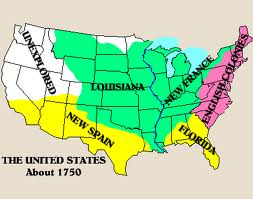 UNEXPLORED
LOUISIANA
NEW FRANCE
ENGLISH COLONIES
NEW SPAIN
FLORIDA
THE UNITED STATES
About 1750